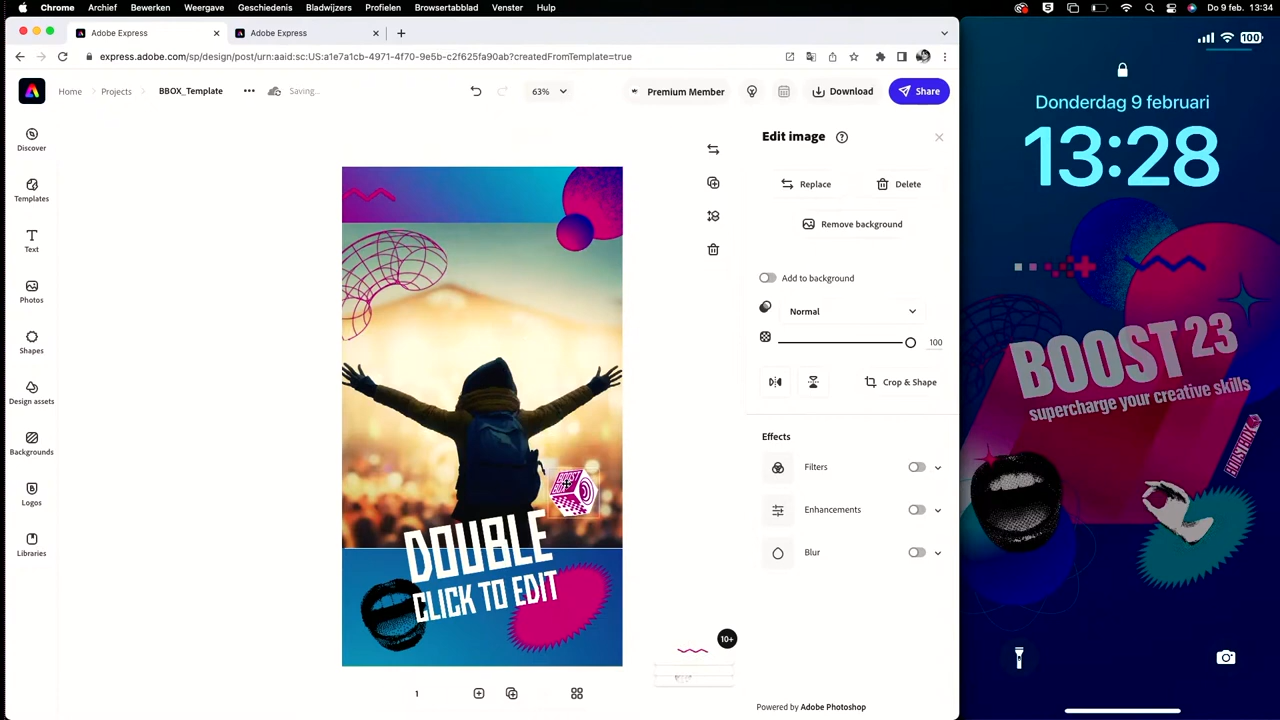 Chrome Archief Bewerken Weergave Geschiedenis Bladwijzers Profielen Browsertabblad Venster Help
Do 9 feb. 13:34
Adobe Express
Adobe Express
express.adobe.com/sp/design/post/urn:aaid:sc:US:a1e7a1cb-4971-4f70-9e5b-c2f625fa90ab?createdFromTemplate=true
Home
Projects
BBOX_Template
Saving...
63%
Premium Member
Download
Share
Discover
Templates
Text
Photos
Shapes
Design assets
Backgrounds
Logos
Libraries
BOOST
BOX
DOUBLE
CLICK TO EDIT
1
10+
Edit image
Replace
Delete
Remove background
Add to background
Normal
100
Crop & Shape
Effects
Filters
Enhancements
Blur
Powered by Adobe Photoshop
100
Donderdag 9 februari
13:28
BOOST 23
supercharge your creative skills
BOOSTBOX